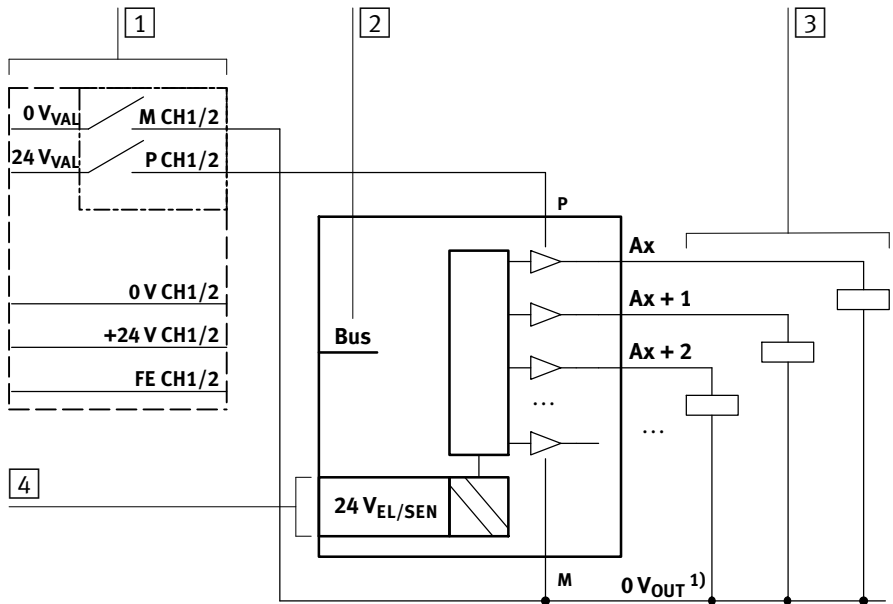 1
2
3
0 VVAL
M CH1/2
24 VVAL
P CH1/2
P
Ax
0 V CH1/2
Ax + 1
+24 V CH1/2
Bus
Ax + 2
FE CH1/2
...
...
4
24 VEL/SEN
M
0 VOUT 1)